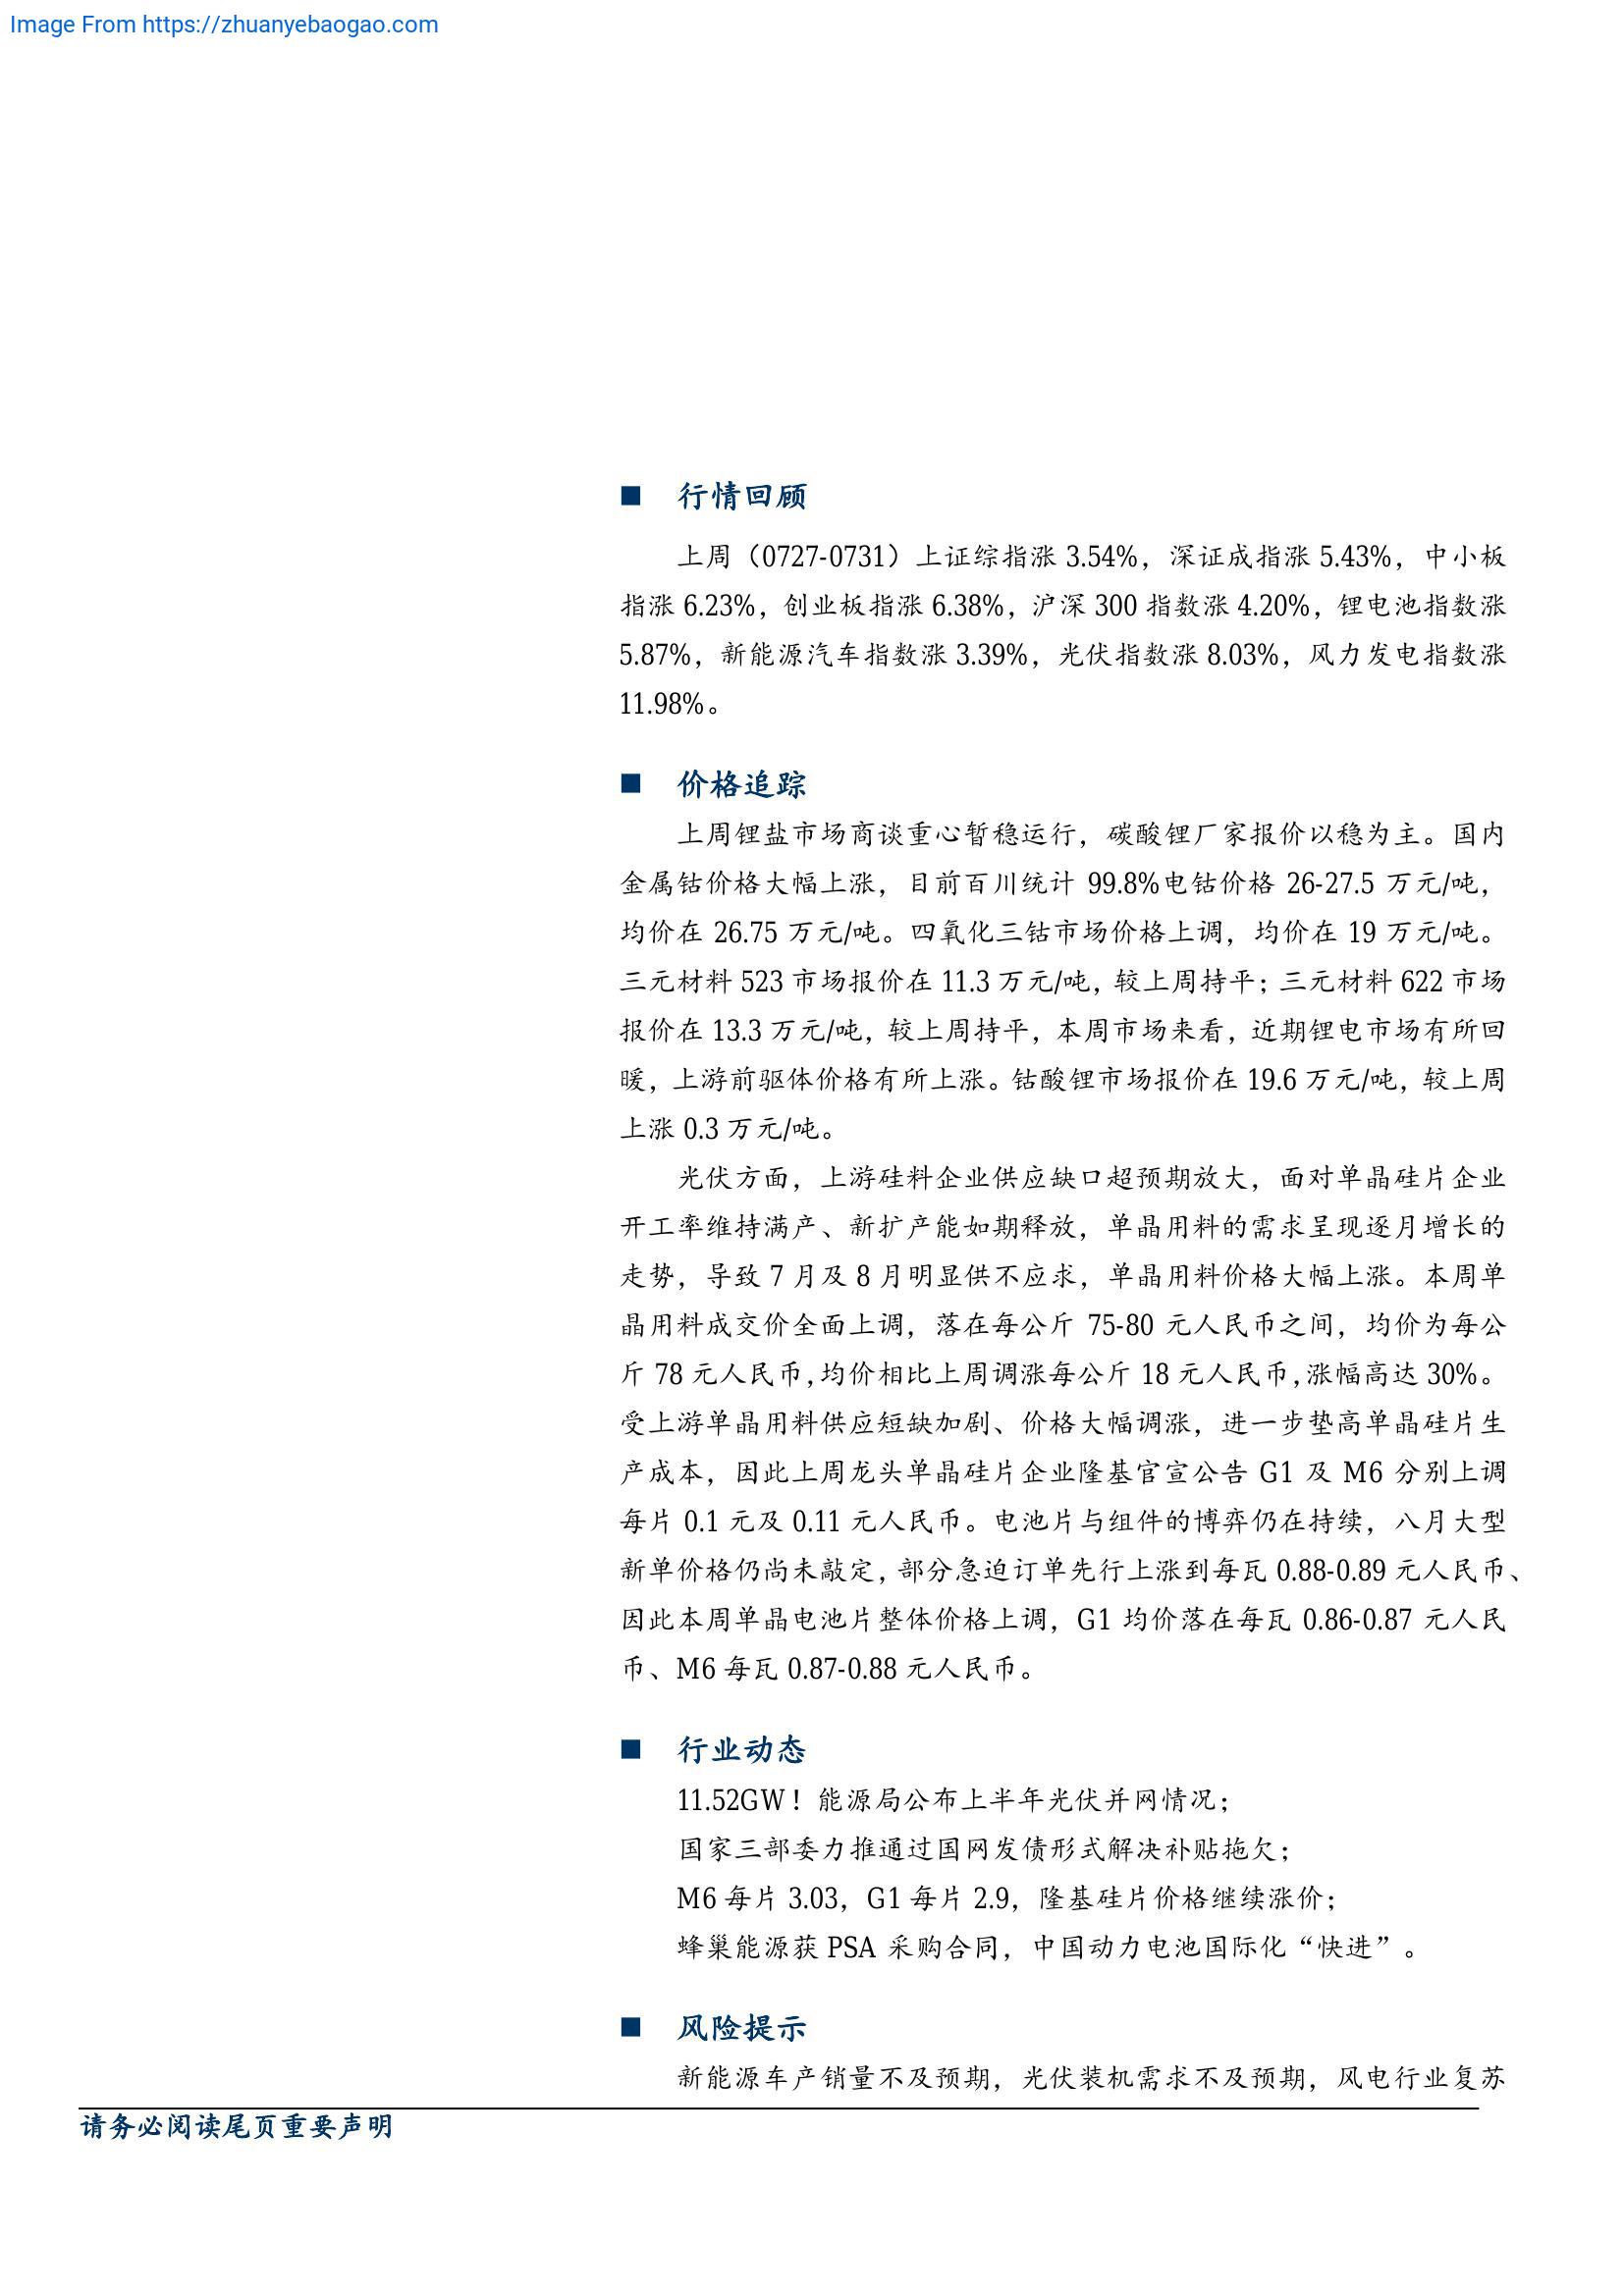 Image From https://zhuanyebaogao.com
■ 行情回顾
上周（0727-0731）上证综指涨 3.54%，深证成指涨 5.43%，中小板
指涨 6.23%，创业板指涨 6.38%，沪深 300 指数涨 4.20%，锂电池指数涨
5.87%，新能源汽车指数涨 3.39%，光伏指数涨 8.03%，风力发电指数涨
11.98%。
■ 价格追踪
上周锂盐市场商谈重心暂稳运行，碳酸锂厂家报价以稳为主。国内
金属钴价格大幅上涨，目前百川统计 99.8%电钴价格 26-27.5 万元/吨，
均价在 26.75 万元/吨。四氧化三钴市场价格上调，均价在 19 万元/吨。
三元材料 523 市场报价在 11.3 万元/吨，较上周持平；三元材料 622 市场
报价在 13.3 万元/吨，较上周持平，本周市场来看，近期锂电市场有所回
暖，上游前驱体价格有所上涨。钴酸锂市场报价在 19.6 万元/吨，较上周
上涨 0.3 万元/吨。
光伏方面，上游硅料企业供应缺口超预期放大，面对单晶硅片企业
开工率维持满产、新扩产能如期释放，单晶用料的需求呈现逐月增长的
走势，导致 7 月及 8 月明显供不应求，单晶用料价格大幅上涨。本周单
晶用料成交价全面上调，落在每公斤 75-80 元人民币之间，均价为每公
斤 78 元人民币，均价相比上周调涨每公斤 18 元人民币，涨幅高达 30%。
受上游单晶用料供应短缺加剧、价格大幅调涨，进一步垫高单晶硅片生
产成本，因此上周龙头单晶硅片企业隆基官宣公告 G1 及 M6 分别上调
每片 0.1 元及 0.11 元人民币。电池片与组件的博弈仍在持续，八月大型
新单价格仍尚未敲定，部分急迫订单先行上涨到每瓦 0.88-0.89 元人民币、
因此本周单晶电池片整体价格上调，G1 均价落在每瓦 0.86-0.87 元人民
币、M6 每瓦 0.87-0.88 元人民币。
■ 行业动态
11.52GW！能源局公布上半年光伏并网情况；
国家三部委力推通过国网发债形式解决补贴拖欠；
M6 每片 3.03，G1 每片 2.9，隆基硅片价格继续涨价；
蜂巢能源获 PSA 采购合同，中国动力电池国际化“快进”。
■ 风险提示
新能源车产销量不及预期，光伏装机需求不及预期，风电行业复苏
请务必阅读尾页重要声明